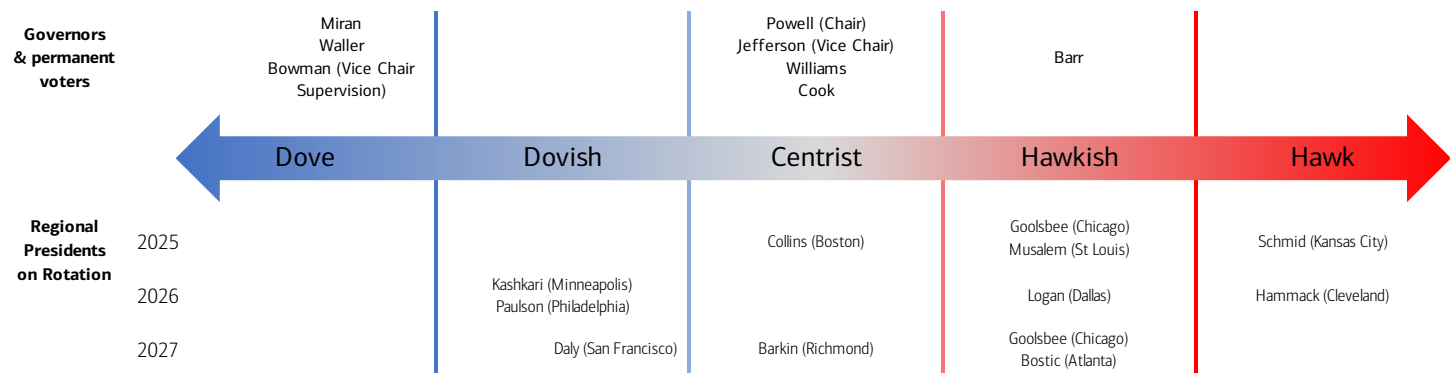 Governors
& permanent
voters
Miran
Waller
Bowman (Vice Chair
Supervision)
Powell (Chair)
Jefferson (Vice Chair)
Williams
Cook
Barr
Dove
Dovish
Centrist
Hawkish
Hawk
Regional
Presidents
on Rotation
2025
Collins (Boston)
Goolsbee (Chicago)
Musalem (St Louis)
Schmid (Kansas City)
2026
Kashkari (Minneapolis)
Paulson (Philadelphia)
Logan (Dallas)
Hammack (Cleveland)
2027
Daly (San Francisco)
Barkin (Richmond)
Goolsbee (Chicago)
Bostic (Atlanta)